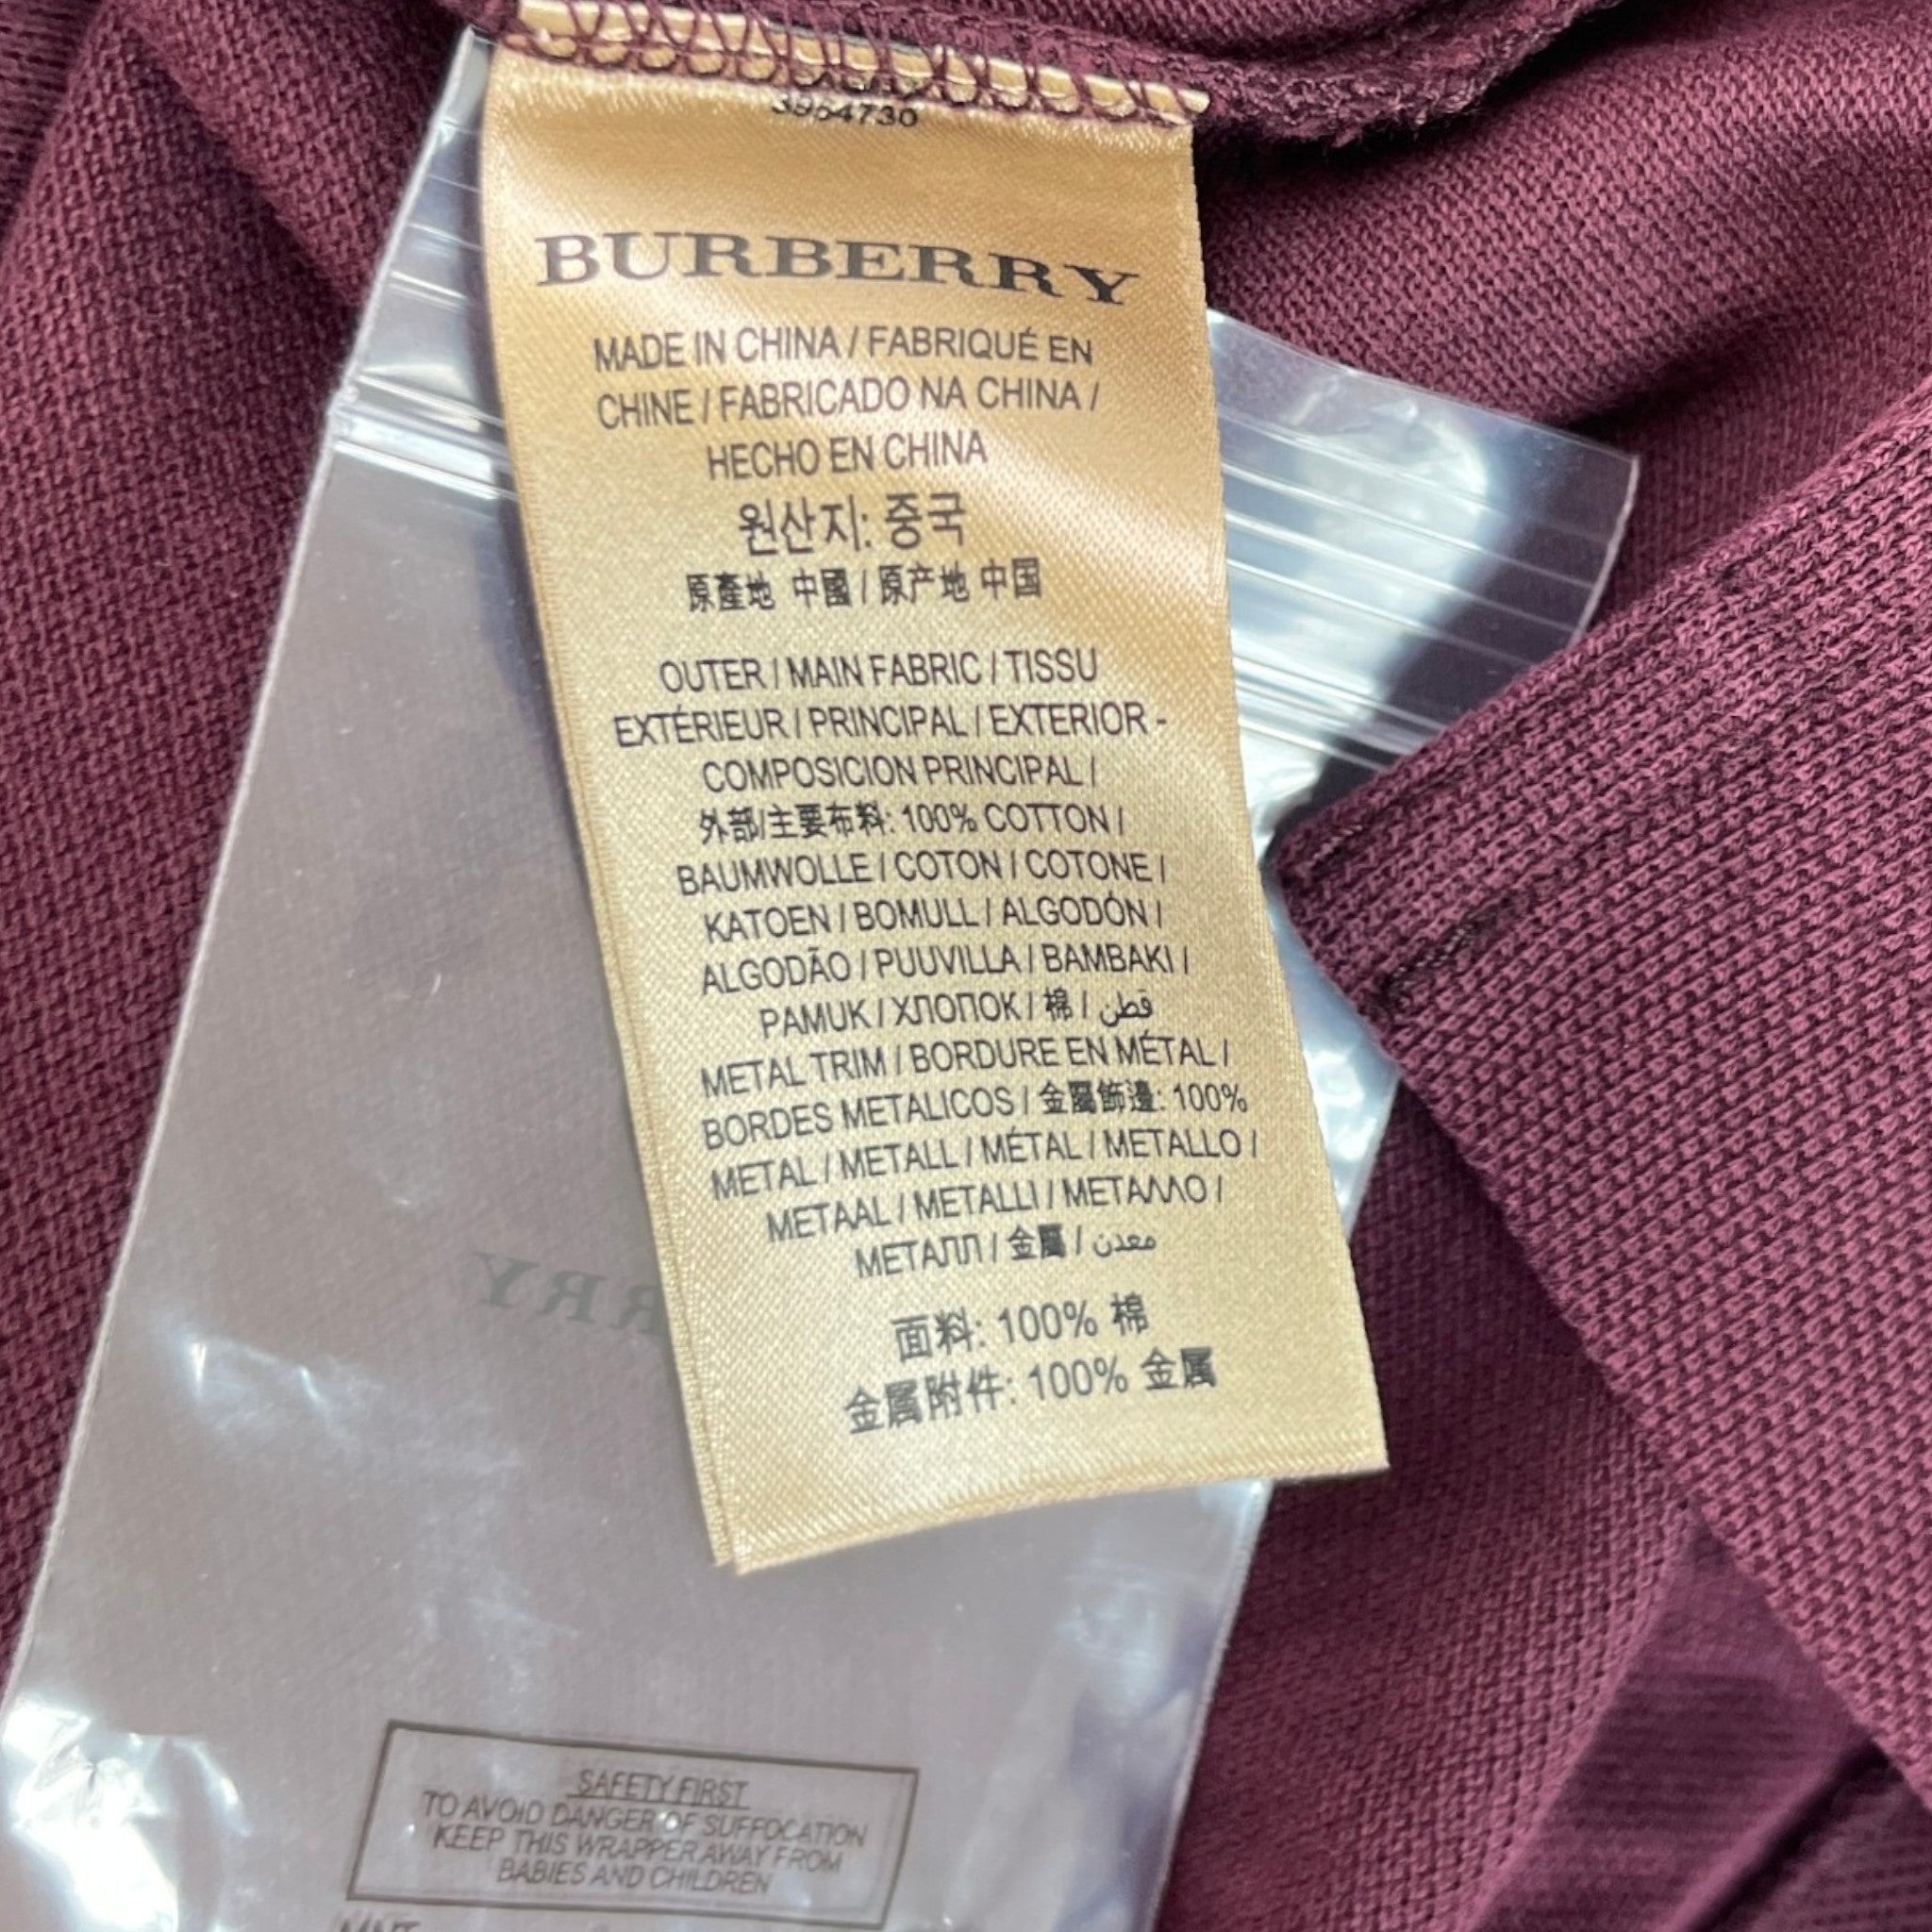 3954730
BURBERRY
MADE IN CHINA / FABRIQUÉ EN
CHINE / FABRICADO NA CHINA /
HECHO EN CHINA
원산지: 중국
原產地 中國 / 原产地 中国
OUTER / MAIN FABRIC / TISSU
EXTÉRIEUR / PRINCIPAL / EXTERIOR -
COMPOSICION PRINCIPAL /
外部/主要布料: 100% COTTON /
BAUMWOLLE / COTON / COTONE /
KATOEN / BOMULL / ALGODÓN /
ALGODÃO / PUUVILLA / BAMBAKI /
PAMUK / ХЛОПОК / 棉 / قطن
METAL TRIM / BORDURE EN MÉTAL /
BORDES METALICOS / 金屬飾邊: 100%
METAL / METALL / MÉTAL / METALLO /
METAAL / METALLI / ΜΕΤΑΛΛΟ /
МЕТАЛЛ / 金屬 / معدن
面料: 100% 棉
金属附件: 100% 金属
SAFETY FIRST
TO AVOID DANGER OF SUFFOCATION
KEEP THIS WRAPPER AWAY FROM
BABIES AND CHILDREN